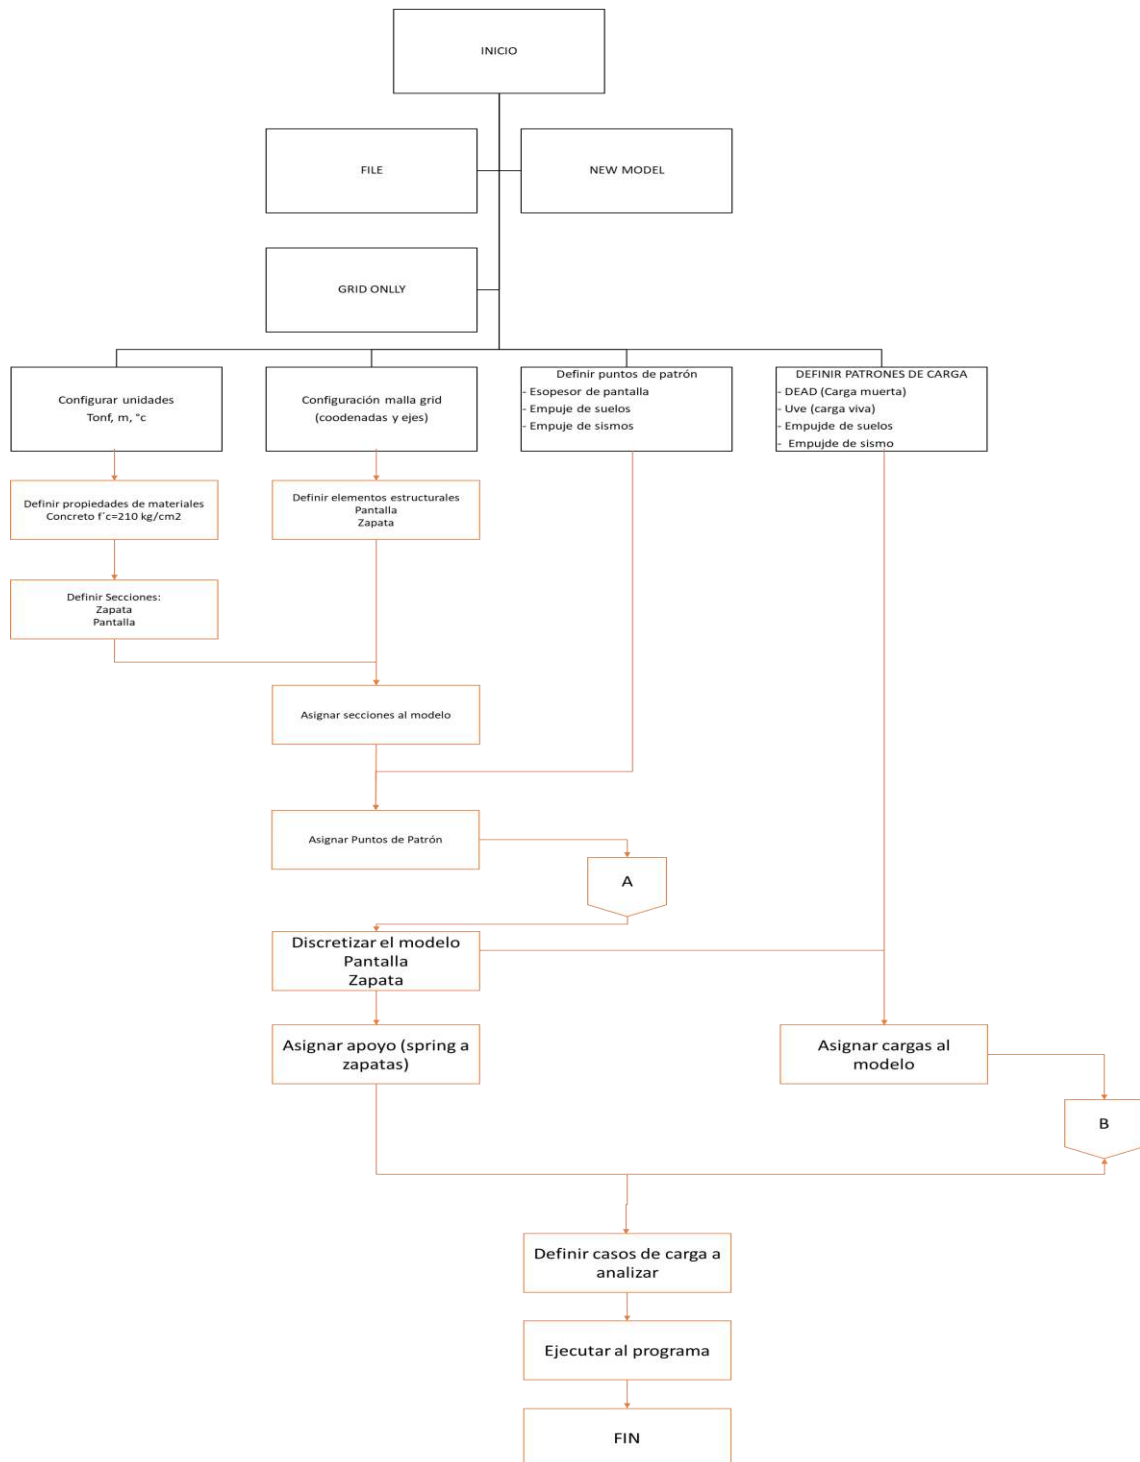 INICIO
FILE
NEW MODEL
GRID ONLLY
Configurar unidades
Tonf, m, °c
Configuración malla grid
(coodenadas y ejes)
Definir puntos de patrón
- Esopesor de pantalla
- Empuje de suelos
- Empuje de sismos
DEFINIR PATRONES DE CARGA
- DEAD (Carga muerta)
- Uve (carga viva)
- Empujde de suelos
- Empujde de sismo
Definir propiedades de materiales
Concreto f´c=210 kg/cm2
Definir elementos estructurales
Pantalla
Zapata
Definir Secciones:
Zapata
Pantalla
Asignar secciones al modelo
Asignar Puntos de Patrón
A
Discretizar el modelo
Pantalla
Zapata
Asignar apoyo (spring a
zapatas)
Asignar cargas al
modelo
B
Definir casos de carga a
analizar
Ejecutar al programa
FIN